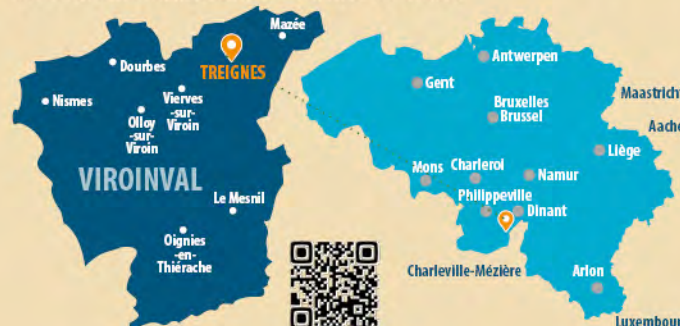 Mazée
Dourbes
TREIGNES
Nismes
Vierves
-sur-
Viroin
Olloy
-sur-
Viroin
VIROINVAL
Le Mesnil
Oignies
-en-
Thiérache
Antwerpen
Gent
Maastricht
Bruxelles
Brussel
Aache
Liège
Mons
Charleroi
Namur
Philippeville
Dinant
Charleville-Mézière
Arlon
Luxembour